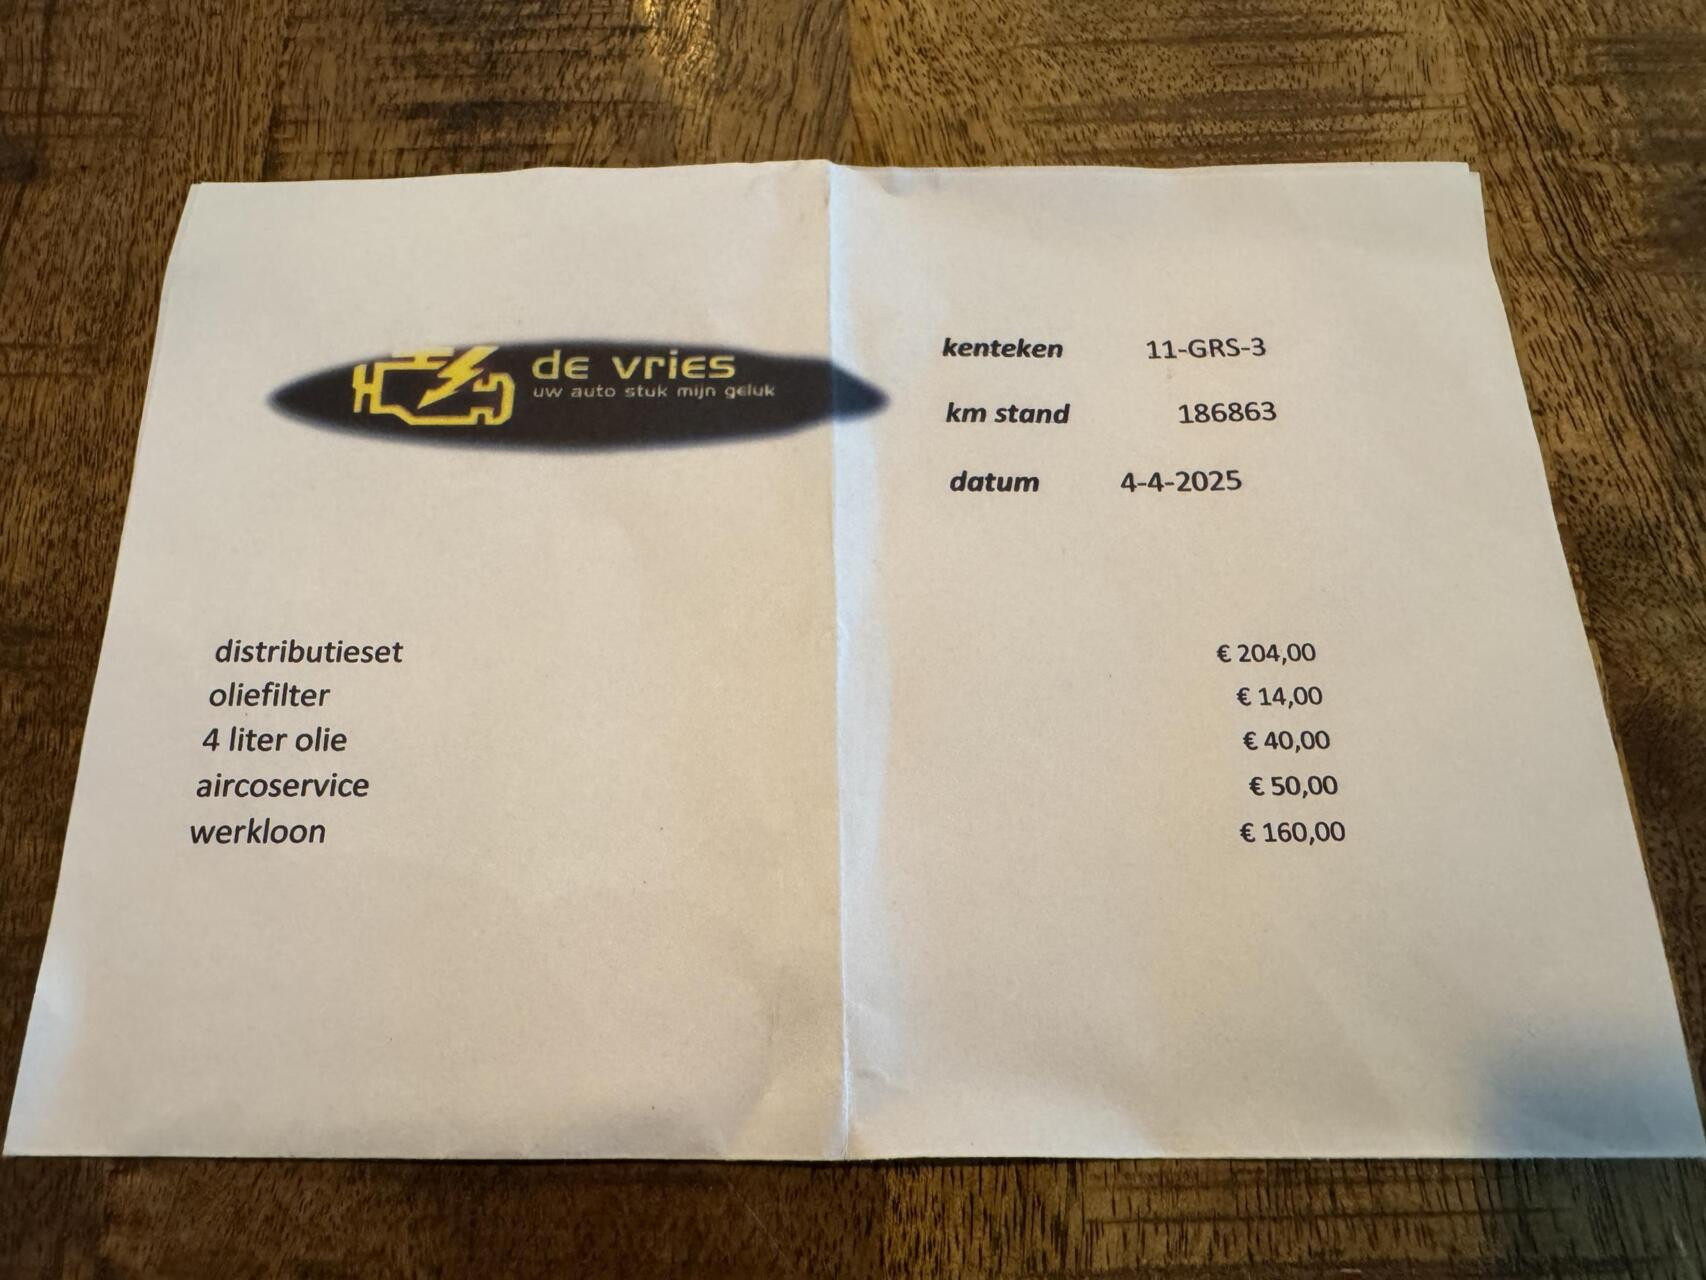 de vries
uw auto stuk mijn geluk
kenteken 11-GRS-3
km stand 186863
datum 4-4-2025
distributieset € 204,00
oliefilter € 14,00
4 liter olie € 40,00
aircoservice € 50,00
werkloon € 160,00